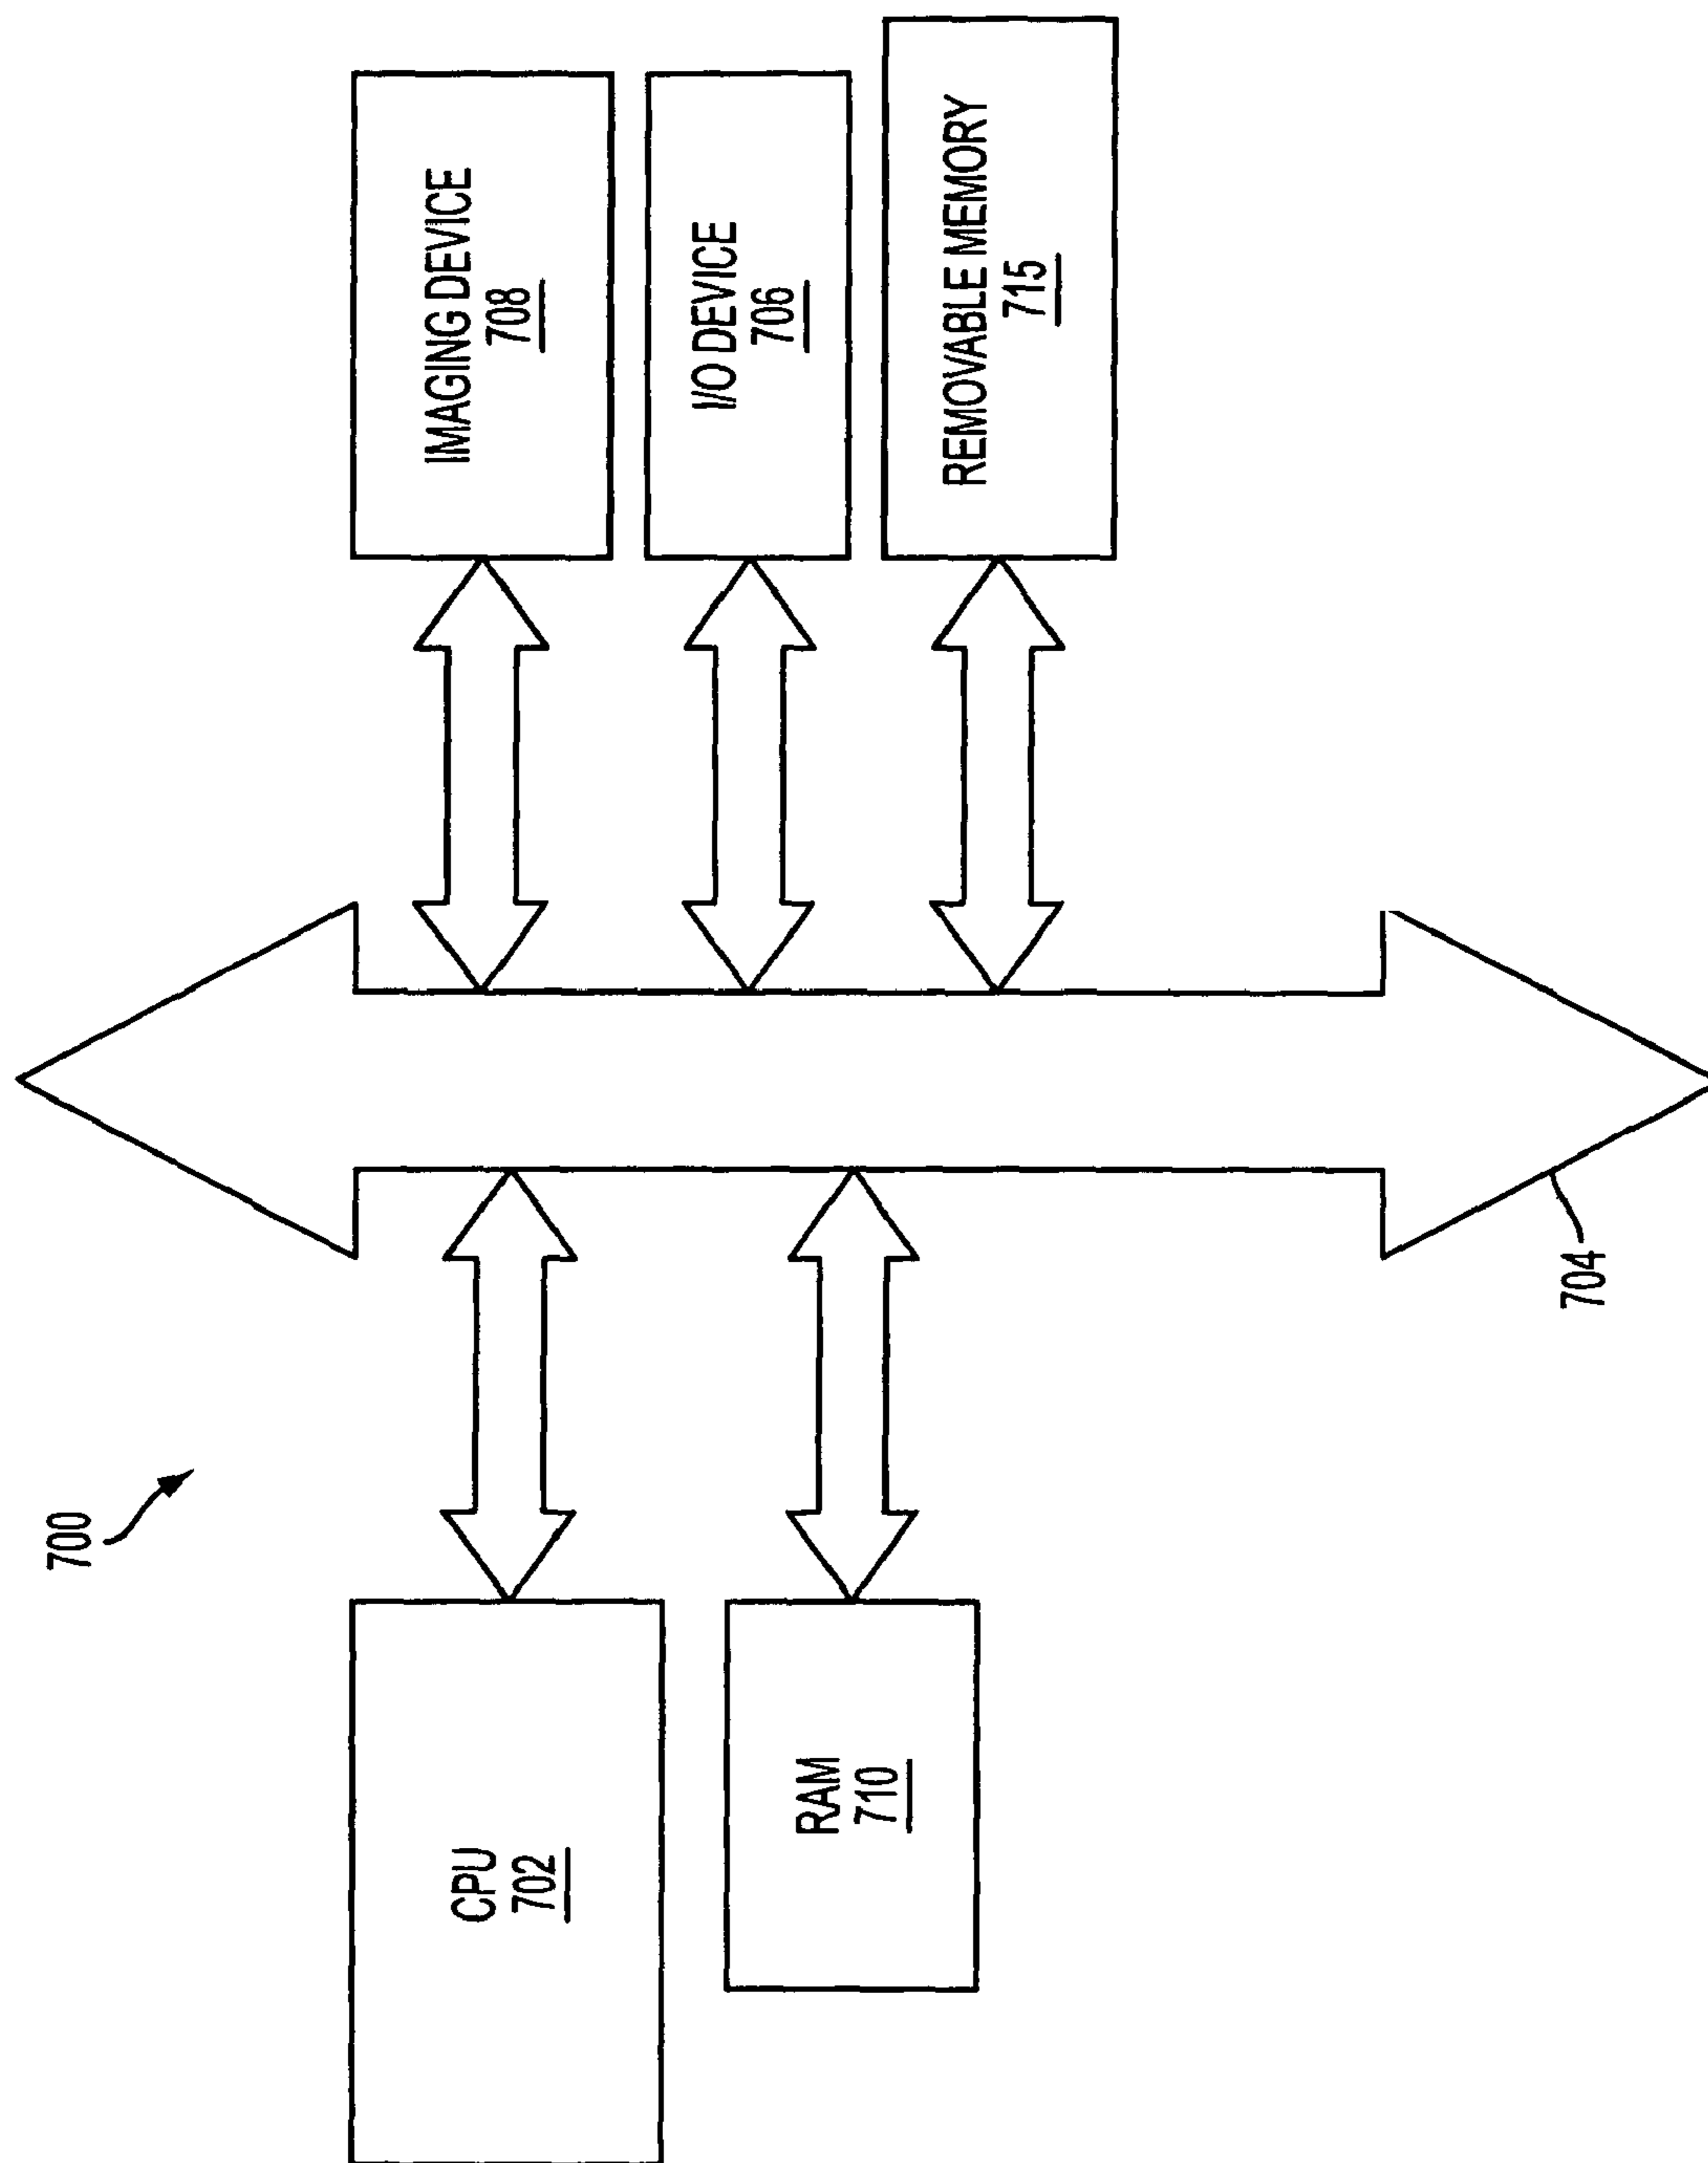 700
CPU
702
RAM
710
IMAGING DEVICE
708
I/O DEVICE
706
REMOVABLE MEMORY
715
704